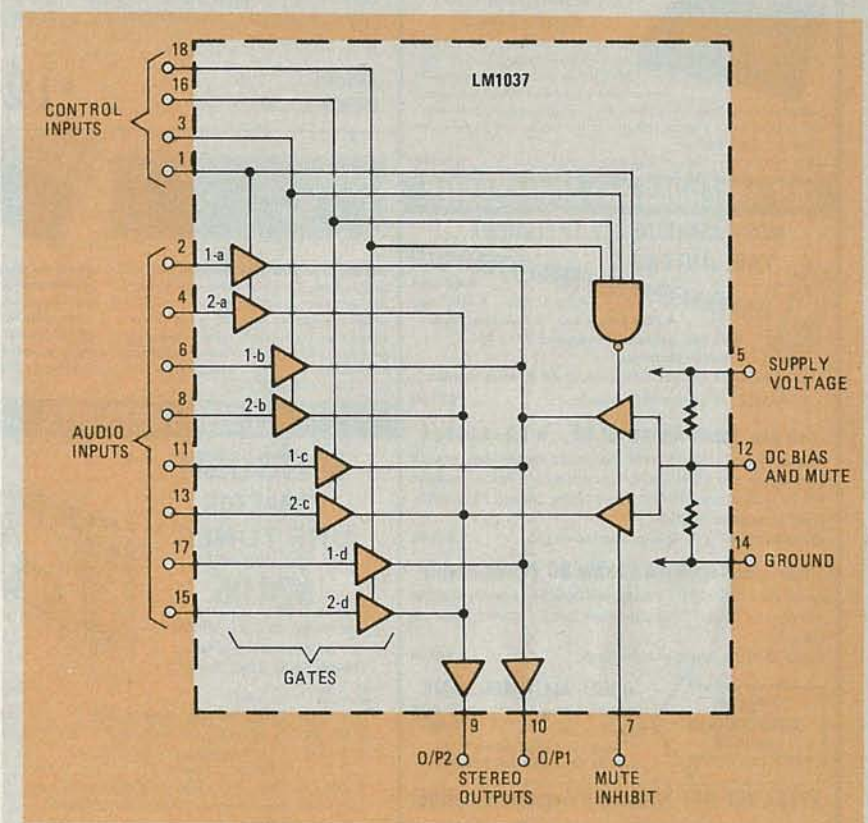 LM1037
CONTROL
INPUTS
18
16
3
1
AUDIO
INPUTS
2
4
6
8
11
13
17
15
1-a
2-a
1-b
2-b
1-c
2-c
1-d
2-d
GATES
5
SUPPLY
VOLTAGE
12
DC BIAS
AND MUTE
14
GROUND
9
10
7
O/P2
O/P1
STEREO
OUTPUTS
MUTE
INHIBIT